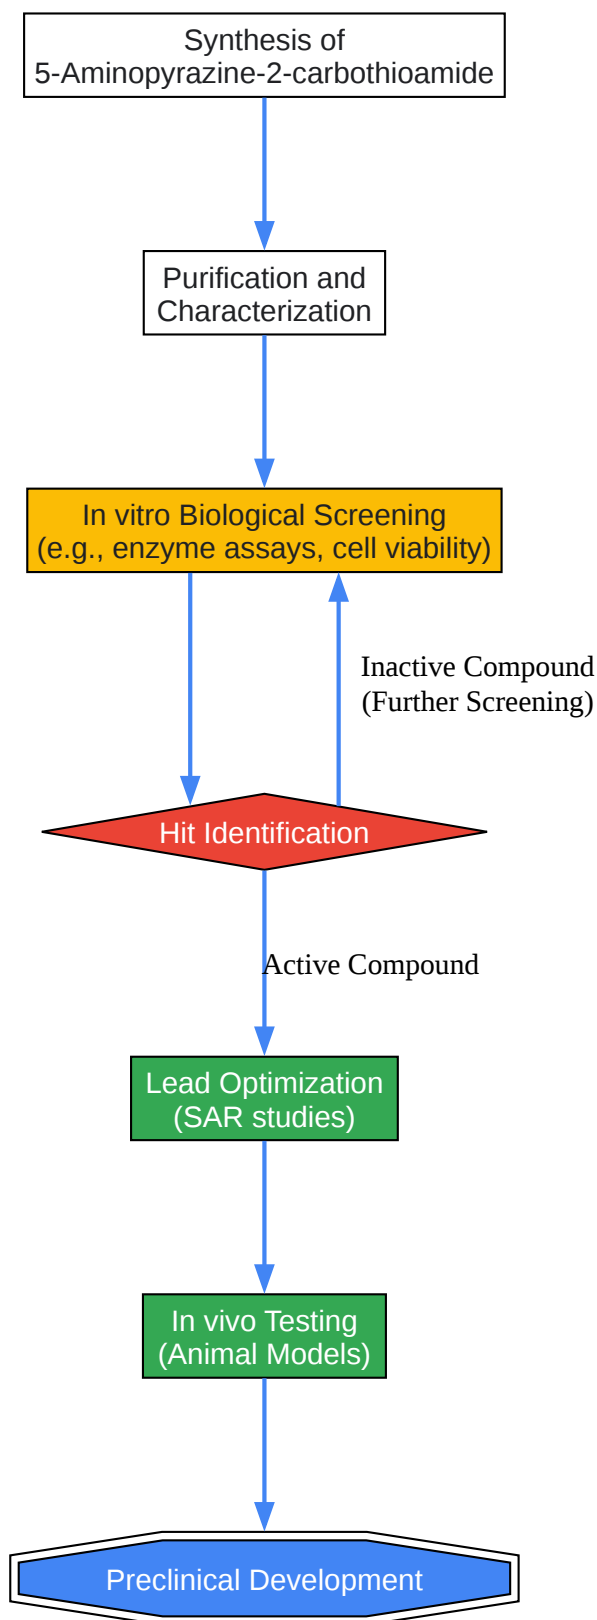 Synthesis of
5-Aminopyrazine-2-carbothioamide
Purification and
Characterization
In vitro Biological Screening
(e.g., enzyme assays, cell viability)
Inactive Compound
(Further Screening)
Hit Identification
Active Compound
Lead Optimization
(SAR studies)
In vivo Testing
(Animal Models)
Preclinical Development